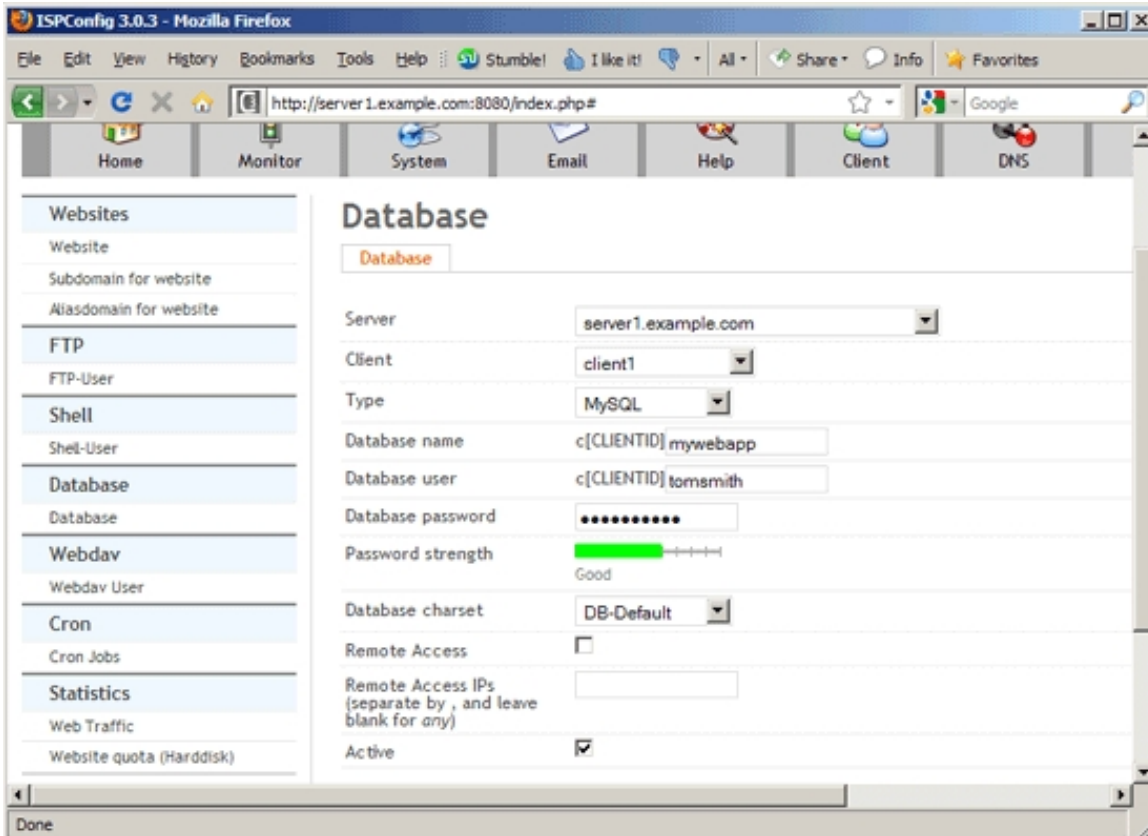 ISPConfig 3.0.3 - Mozilla Firefox
File Edit View History Bookmarks Tools Help Stumble! I like it! All Share Info Favorites
http://server1.example.com:8080/index.php# Google
Home Monitor System Email Help Client DNS
Websites
Website
Subdomain for website
Aliasdomain for website
FTP
FTP-User
Shell
Shell-User
Database
Database
Webdav
Webdav User
Cron
Cron Jobs
Statistics
Web Traffic
Website quota (Harddisk)
Database
Database
Server server1.example.com
Client client1
Type MySQL
Database name c[CLIENTID] mywebapp
Database user c[CLIENTID] tomsmith
Database password ••••••••••
Password strength
Good
Database charset DB-Default
Remote Access
Remote Access IPs
(separate by , and leave
blank for any)
Active
Done